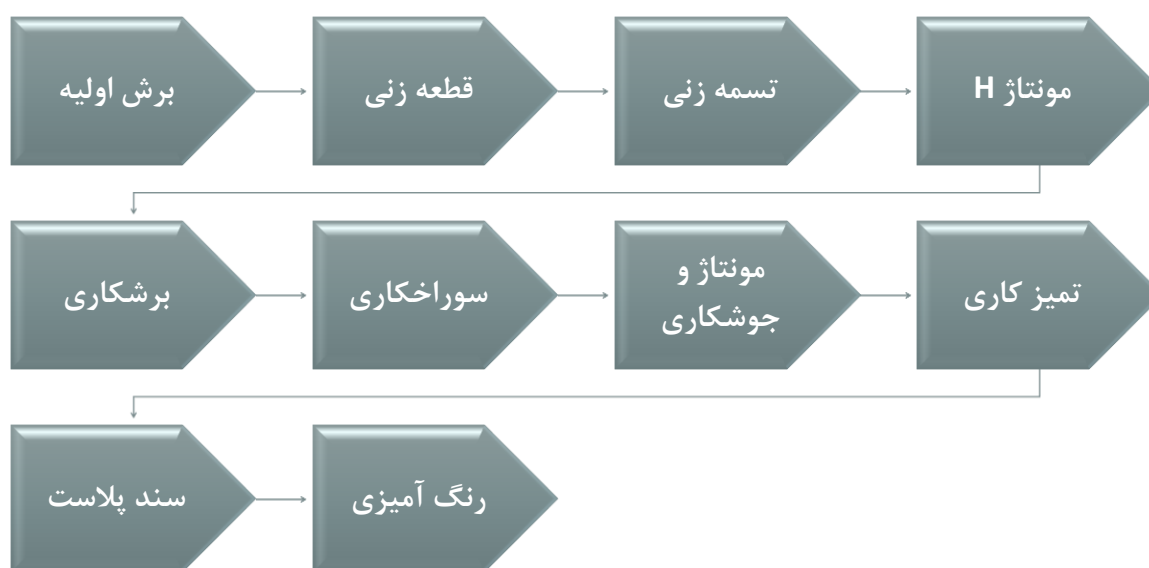 برش اولیه
قطعه زنی
تسمه زنی
مونتاژ H
برشکاری
سوراخکاری
مونتاژ و
جوشکاری
تمیز کاری
سند پلاست
رنگ آمیزی